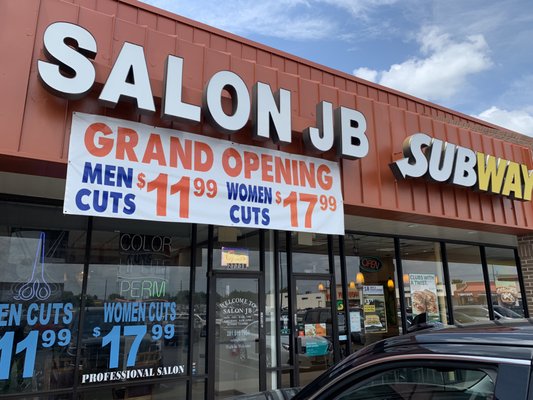 SALON JB
SUBWAY
GRAND OPENING
MEN CUTS $11.99
WOMEN CUTS $17.99
COLOR
PERM
OPEN
MEN CUTS
11.99
WOMEN CUTS
$17.99
PROFESSIONAL SALON
WELCOME TO
SALON JB